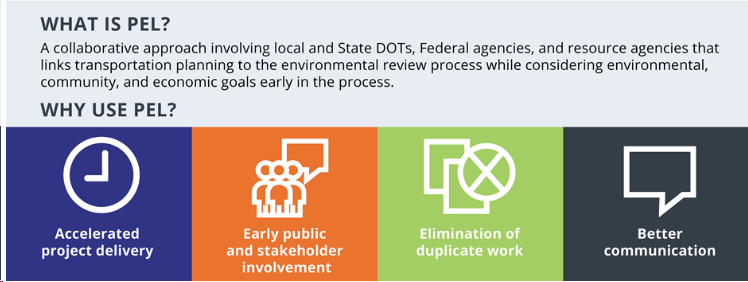 WHAT IS PEL?
A collaborative approach involving local and State DOTs, Federal agencies, and resource agencies that
links transportation planning to the environmental review process while considering environmental,
community, and economic goals early in the process.
WHY USE PEL?
Accelerated
project delivery
Early public
and stakeholder
involvement
Elimination of
duplicate work
Better
communication